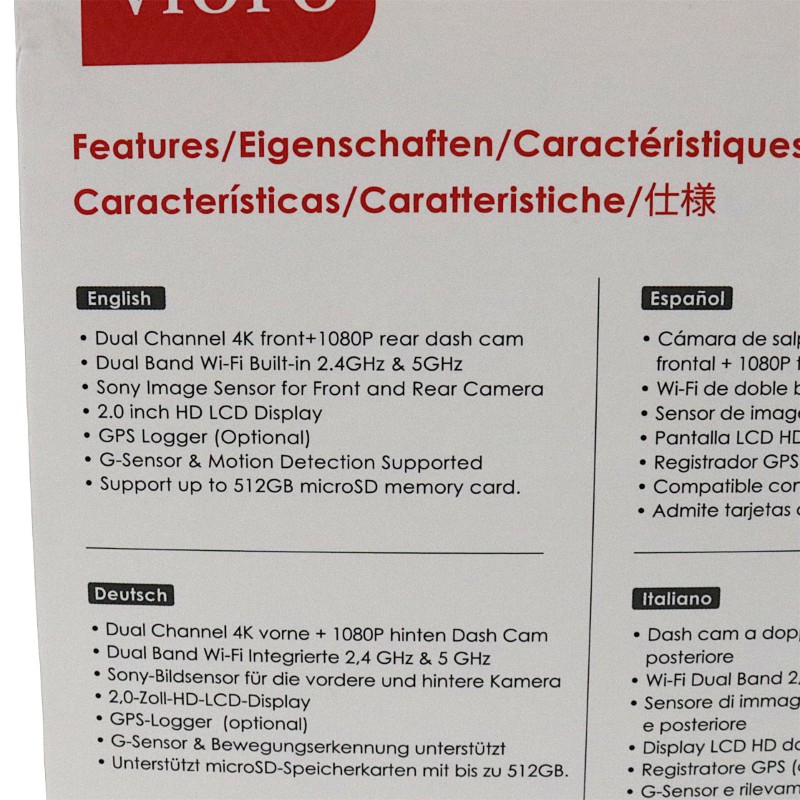 Features/Eigenschaften/Caractéristiques
Características/Caratteristiche/仕様
English
• Dual Channel 4K front+1080P rear dash cam
• Dual Band Wi-Fi Built-in 2.4GHz & 5GHz
• Sony Image Sensor for Front and Rear Camera
• 2.0 inch HD LCD Display
• GPS Logger (Optional)
• G-Sensor & Motion Detection Supported
• Support up to 512GB microSD memory card.
Deutsch
• Dual Channel 4K vorne + 1080P hinten Dash Cam
• Dual Band Wi-Fi Integrierte 2,4 GHz & 5 GHz
• Sony-Bildsensor für die vordere und hintere Kamera
• 2,0-Zoll-HD-LCD-Display
• GPS-Logger (optional)
• G-Sensor & Bewegungserkennung unterstützt
• Unterstützt microSD-Speicherkarten mit bis zu 512GB.
Español
• Cámara de
frontal + 1080P
• Wi-Fi de doble
• Sensor de
• Pantalla LCD HD
• Registrador GPS
• Compatible
• Admite tarjetas
Italiano
• Dash cam a
posteriore
• Wi-Fi Dual Band
• Sensore di
e posteriore
• Display LCD HD
• Registratore GPS
• G-Sensor e